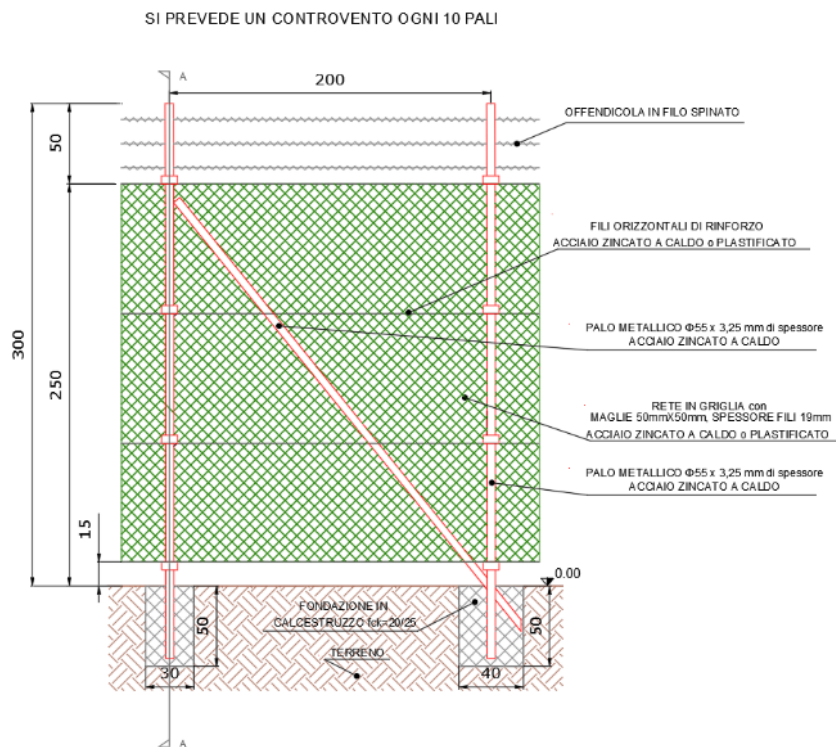 SI PREVEDE UN CONTROVENTO OGNI 10 PALI
A
200
OFFENDICOLA IN FILO SPINATO
50
FILI ORIZZONTALI DI RINFORZO
ACCIAIO ZINCATO A CALDO o PLASTIFICATO
300
250
PALO METALLICO Φ55 x 3,25 mm di spessore
ACCIAIO ZINCATO A CALDO
RETE IN GRIGLIA con
MAGLIE 50mmX50mm, SPESSORE FILI 19mm
ACCIAIO ZINCATO A CALDO o PLASTIFICATO
PALO METALLICO Φ55 x 3,25 mm di spessore
ACCIAIO ZINCATO A CALDO
15
0.00
FONDAZIONE IN
CALCESTRUZZO fck=20/25
50
50
TERRENO
30
40
A